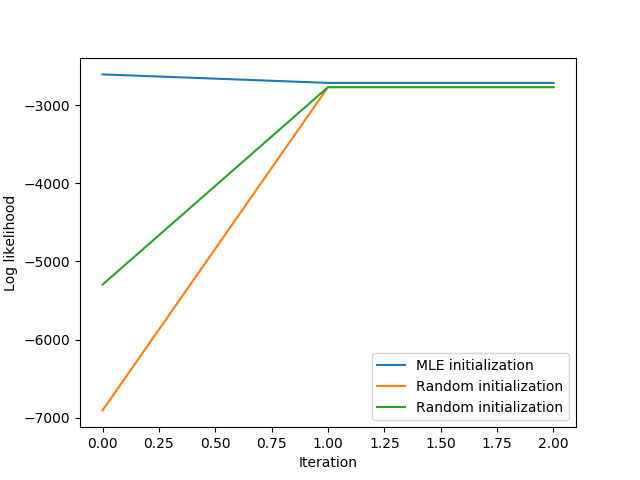 −3000
−4000
−5000
−6000
−7000
Log likelihood
0.00 0.25 0.50 0.75 1.00 1.25 1.50 1.75 2.00
Iteration
MLE initialization
Random initialization
Random initialization